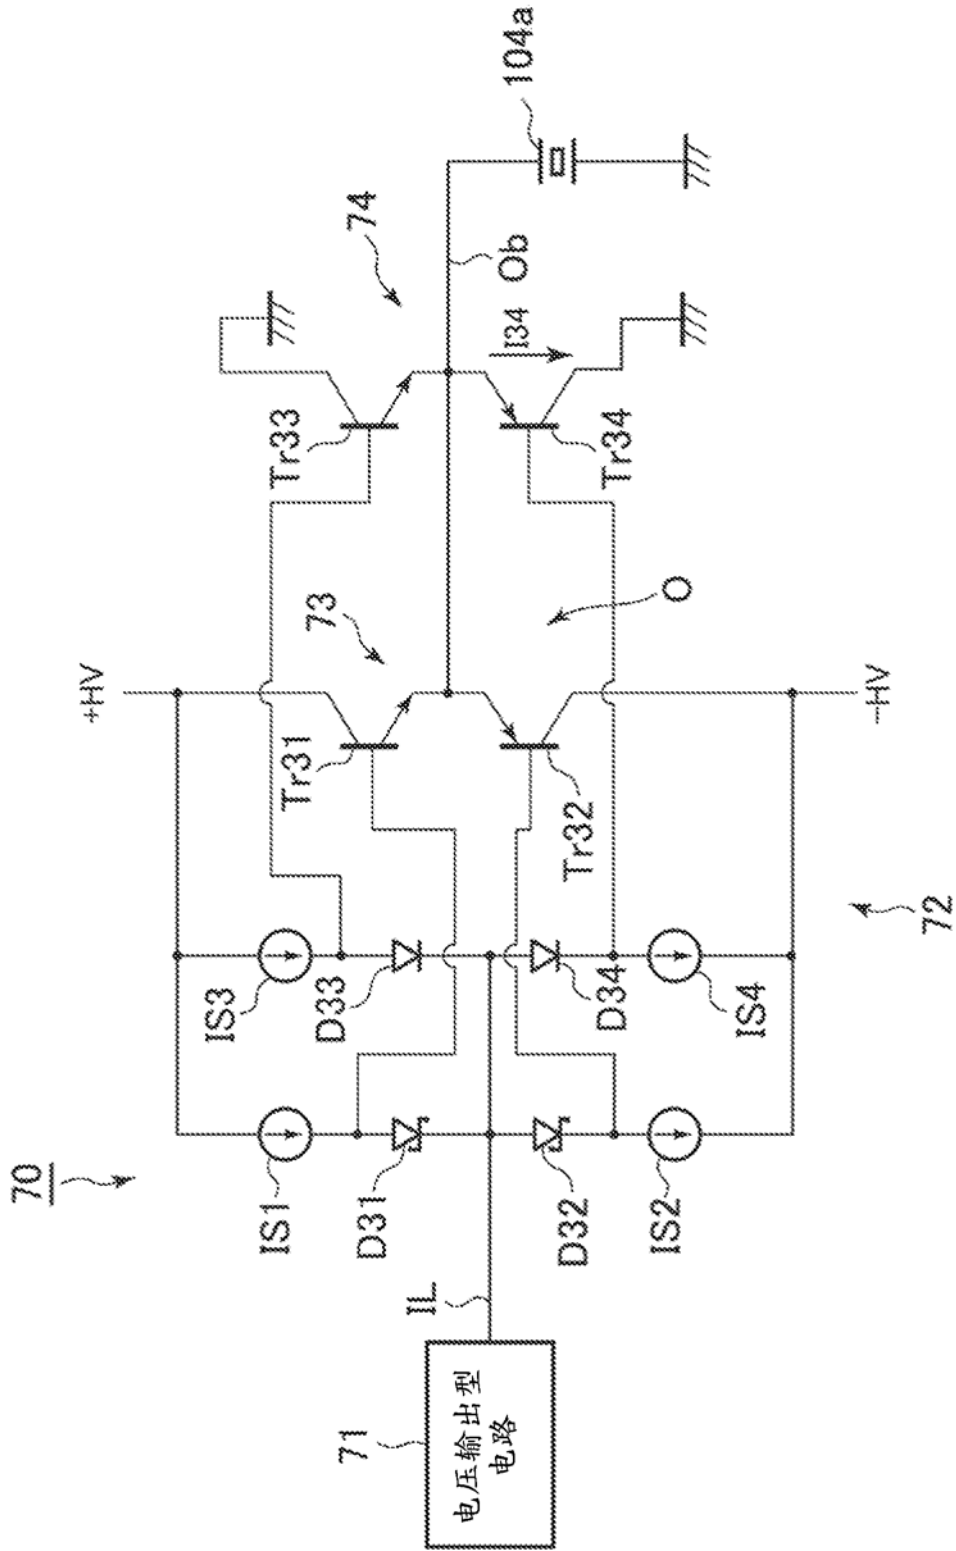 70
72
+HV
-HV
IS1
IS3
D31
D33
D32
D34
IS2
IS4
IL
71
电压输出型
电路
73
Tr31
Tr32
O
74
Tr33
Tr34
I34
Ob
104a